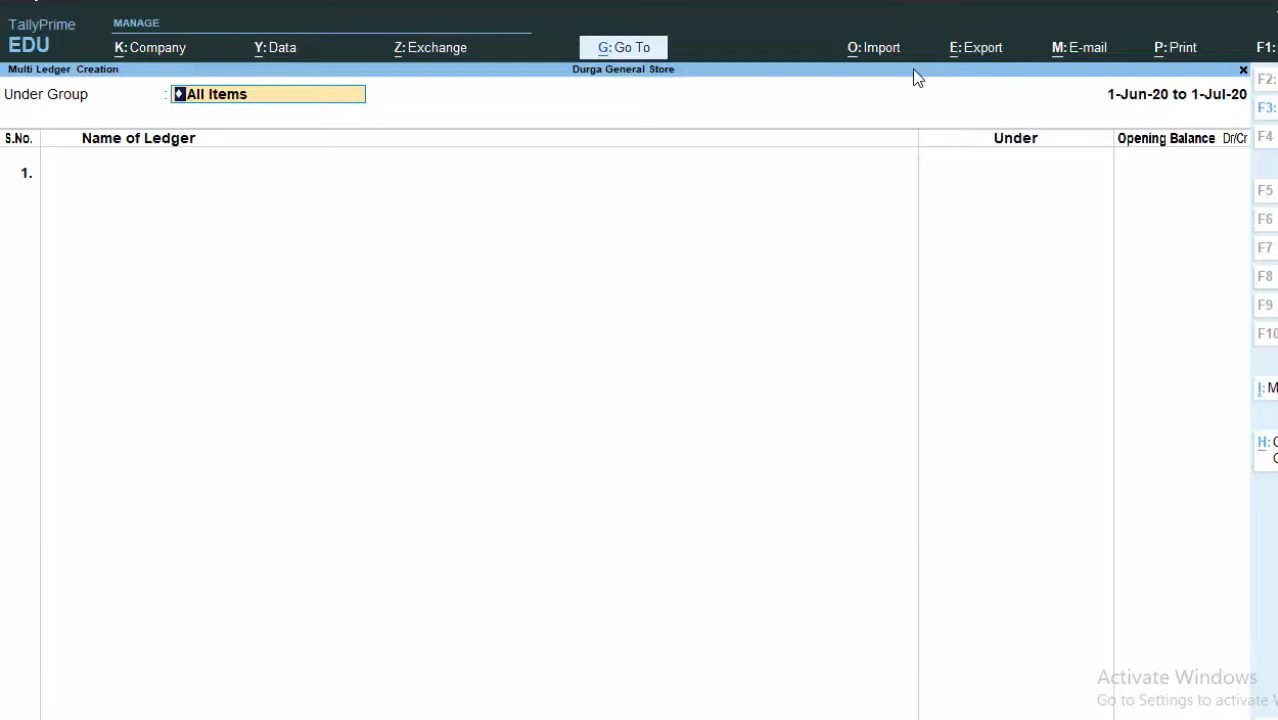 TallyPrime
MANAGE
EDU
K: Company
Y: Data
Z: Exchange
G: Go To
O: Import
E: Export
M: E-mail
P: Print
F1:
Multi Ledger Creation
Durga General Store
x
F2:
Under Group : ♦ All Items
1-Jun-20 to 1-Jul-20
F3:
S.No.
Name of Ledger
Under
Opening Balance Dr/Cr
F4
1.
F5
F6
F7
F8
F9
F10
I: M
H: C
C
Activate Windows
Go to Settings to activate